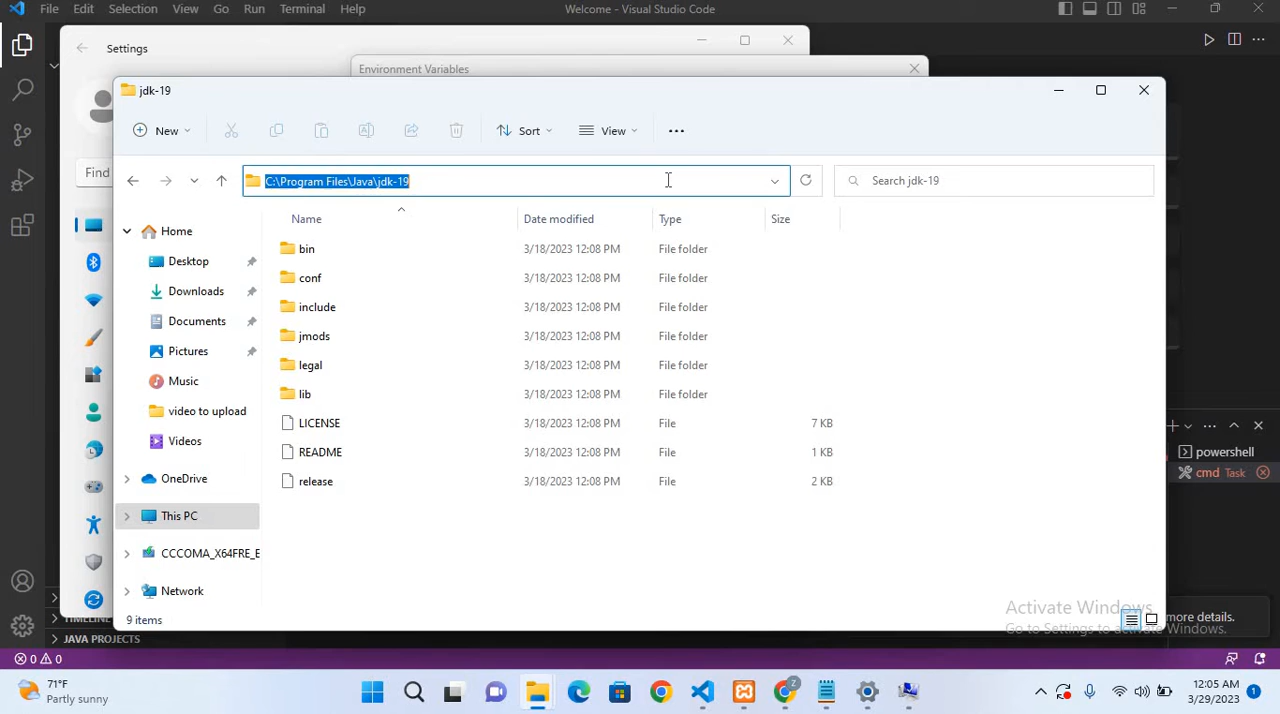 File Edit Selection View Go Run Terminal Help
Welcome - Visual Studio Code
Settings
Environment Variables
jdk-19
New
Sort
View
C:\Program Files\Java\jdk-19
Search jdk-19
Find
Name Date modified Type Size
Home
Desktop
Downloads
Documents
Pictures
Music
video to upload
Videos
OneDrive
This PC
CCCOMA_X64FRE_E
Network
bin 3/18/2023 12:08 PM File folder
conf 3/18/2023 12:08 PM File folder
include 3/18/2023 12:08 PM File folder
jmods 3/18/2023 12:08 PM File folder
legal 3/18/2023 12:08 PM File folder
lib 3/18/2023 12:08 PM File folder
LICENSE 3/18/2023 12:08 PM File 7 KB
README 3/18/2023 12:08 PM File 1 KB
release 3/18/2023 12:08 PM File 2 KB
powershell
cmd Task
9 items
Activate Windows
Go to Settings to activate Windows.
more details.
TIMELINE
JAVA PROJECTS
0 0
71°F
Partly sunny
Z
12:05 AM
3/29/2023
1